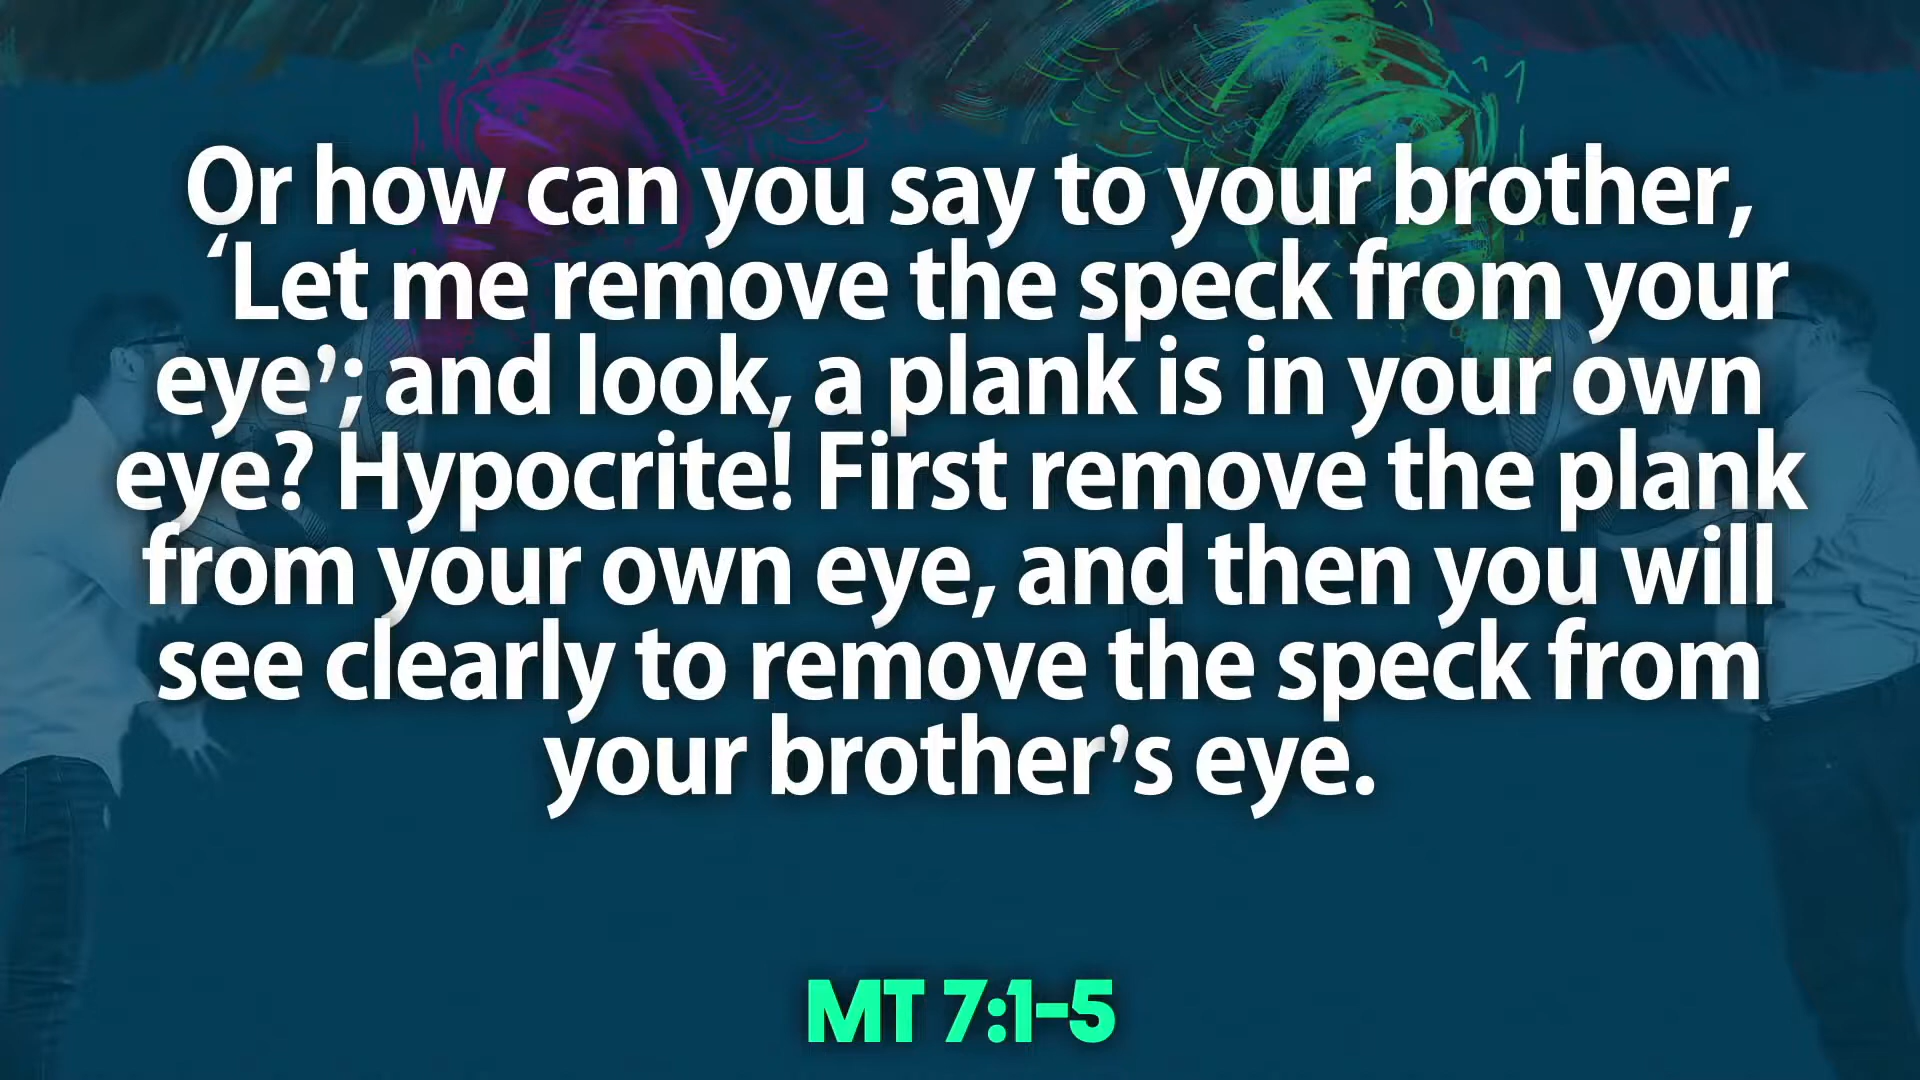 Or how can you say to your brother,
‘Let me remove the speck from your
eye’; and look, a plank is in your own
eye? Hypocrite! First remove the plank
from your own eye, and then you will
see clearly to remove the speck from
your brother’s eye.
MT 7:1-5